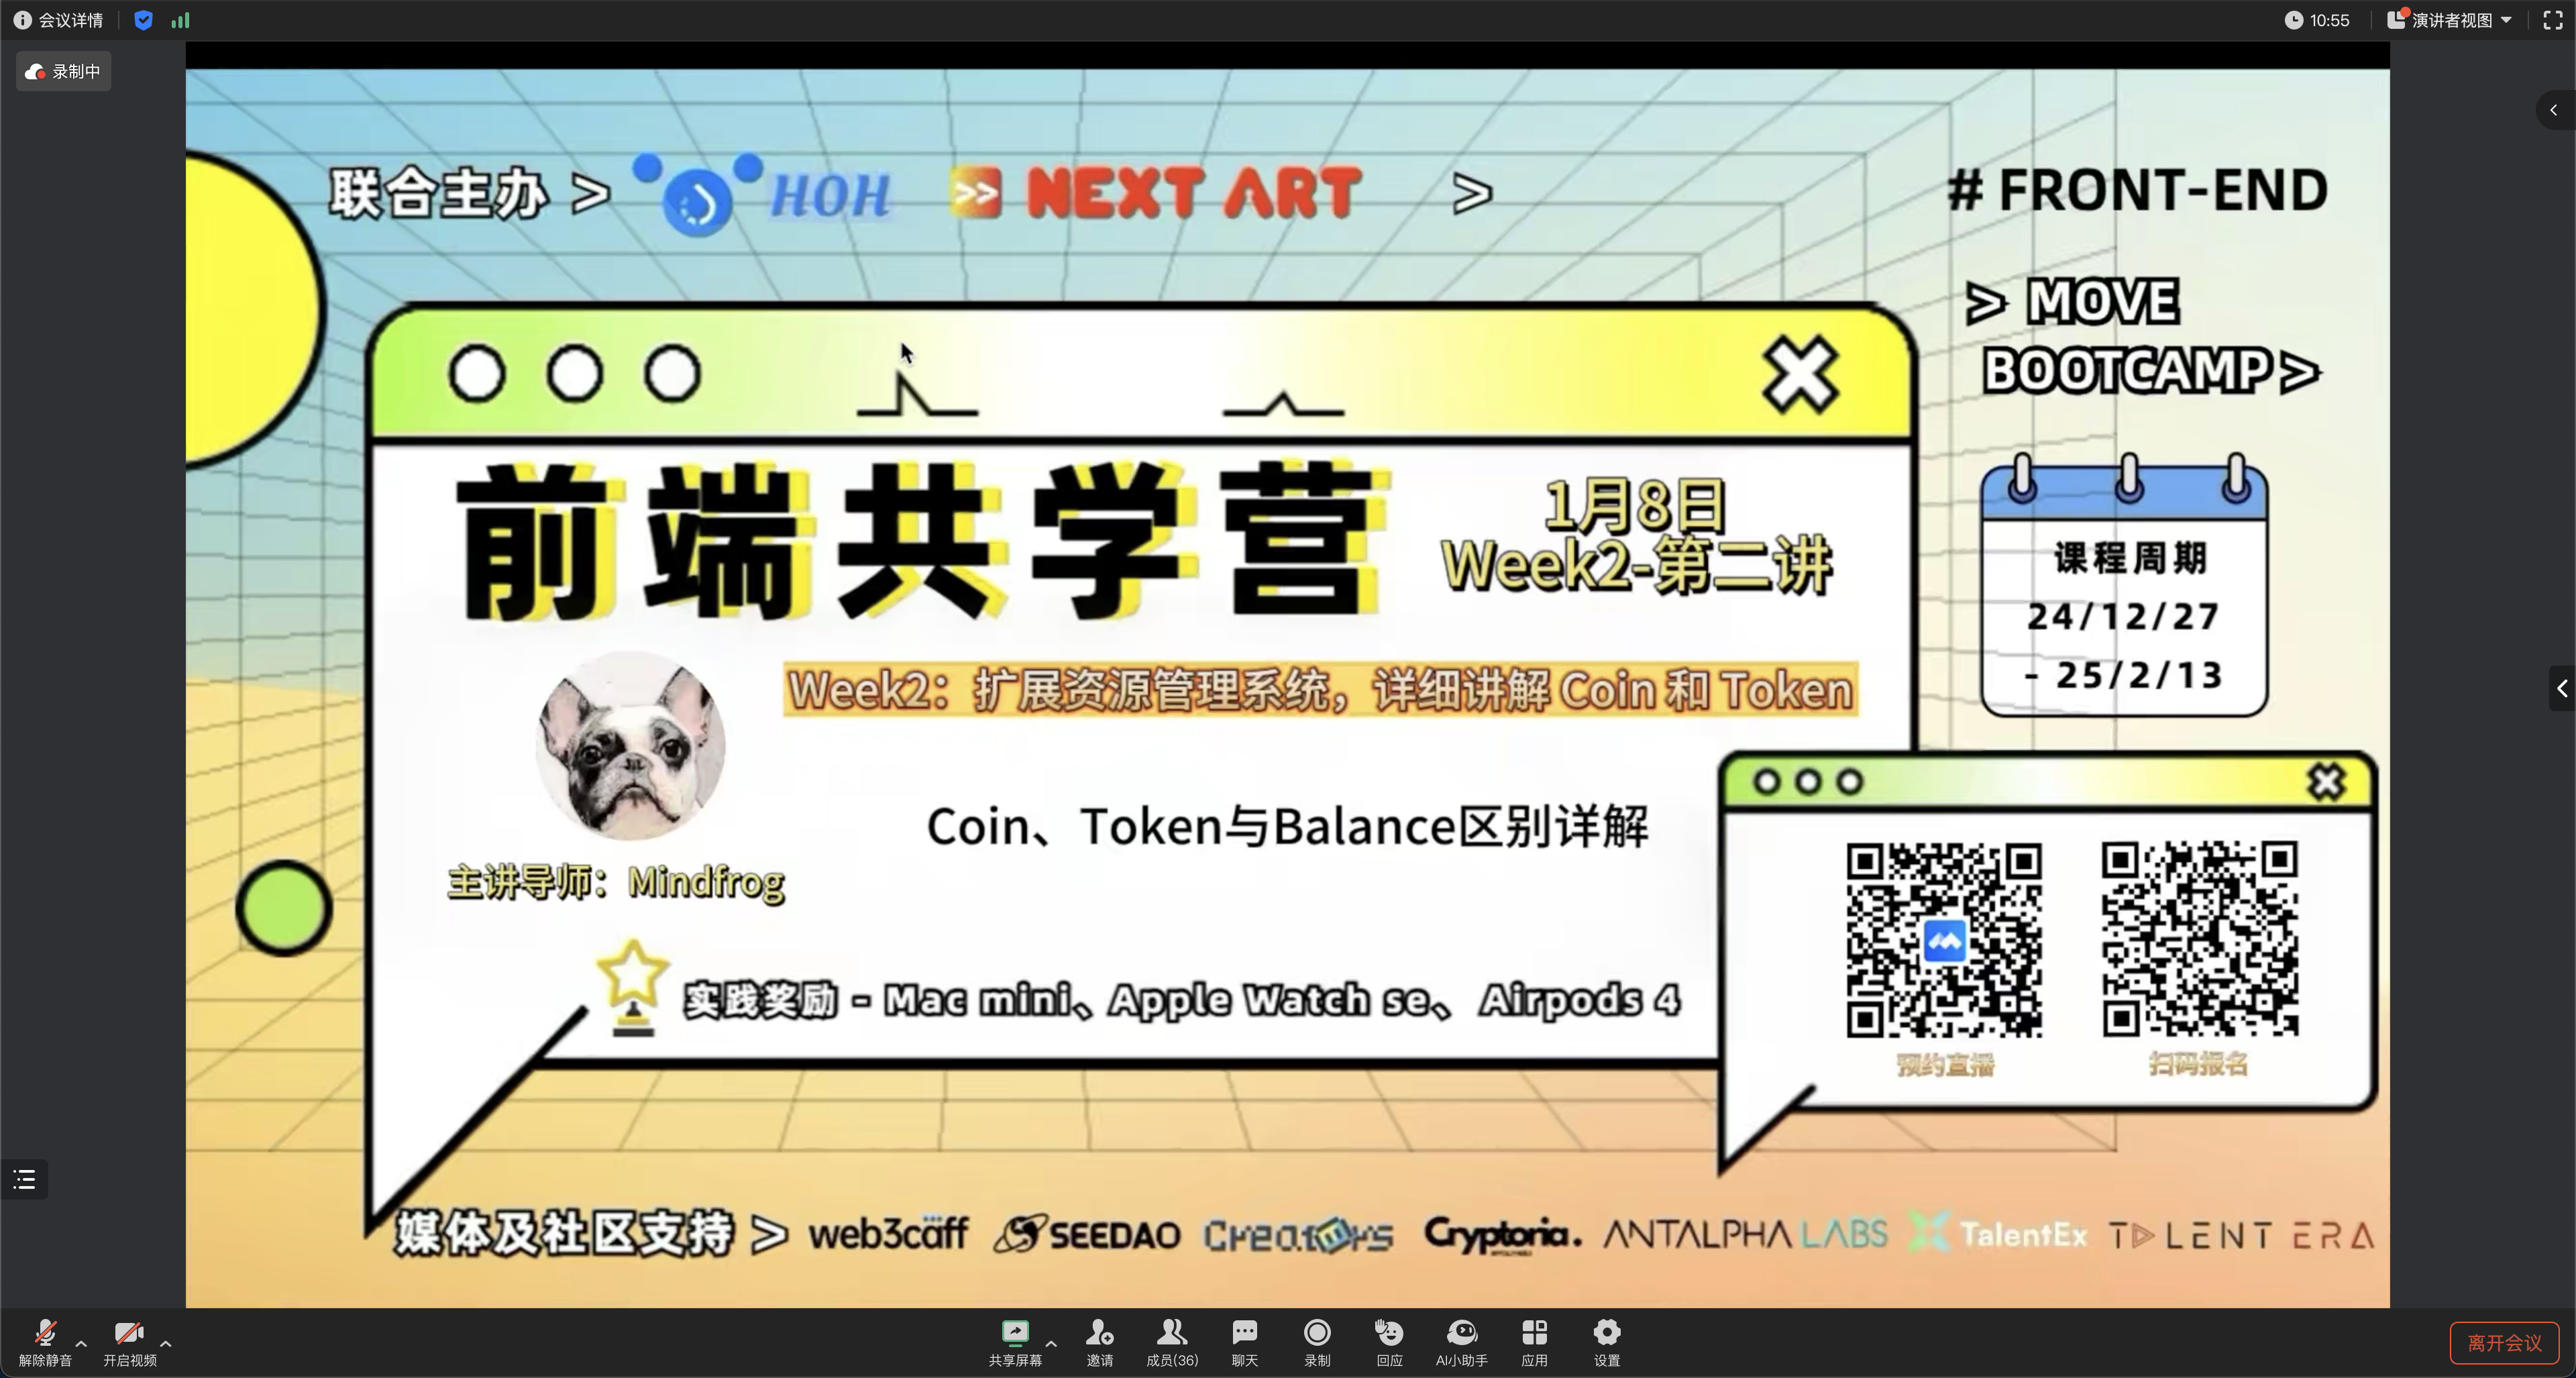 会议详情
10:55
演讲者视图
录制中
联合主办 > HOH >> NEXT ART >
# FRONT-END
> MOVE
BOOTCAMP >
前端共学营
1月8日
Week2-第二讲
课程周期
24/12/27
- 25/2/13
Week2：扩展资源管理系统，详细讲解 Coin 和 Token
Coin、Token与Balance区别详解
主讲导师：Mindfrog
实践奖励 - Mac mini、Apple Watch se、 Airpods 4
预约直播
扫码报名
媒体及社区支持 > web3caff SEEDAO Creators Cryptoria. ANTALPHA LABS TalentEx TALENT ERA
解除静音
开启视频
共享屏幕
邀请
成员(36)
聊天
录制
回应
AI小助手
应用
设置
离开会议